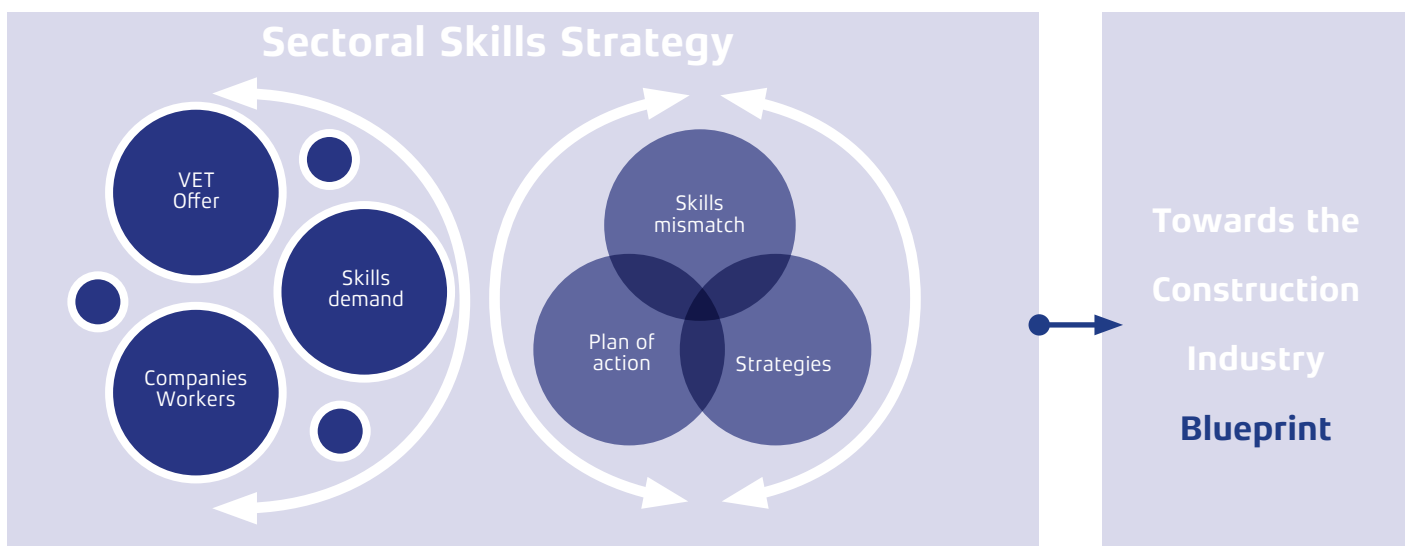 Sectoral Skills Strategy
VET
Offer
Skills
demand
Companies
Workers
Skills
mismatch
Plan of
action
Strategies
Towards the
Construction
Industry
Blueprint